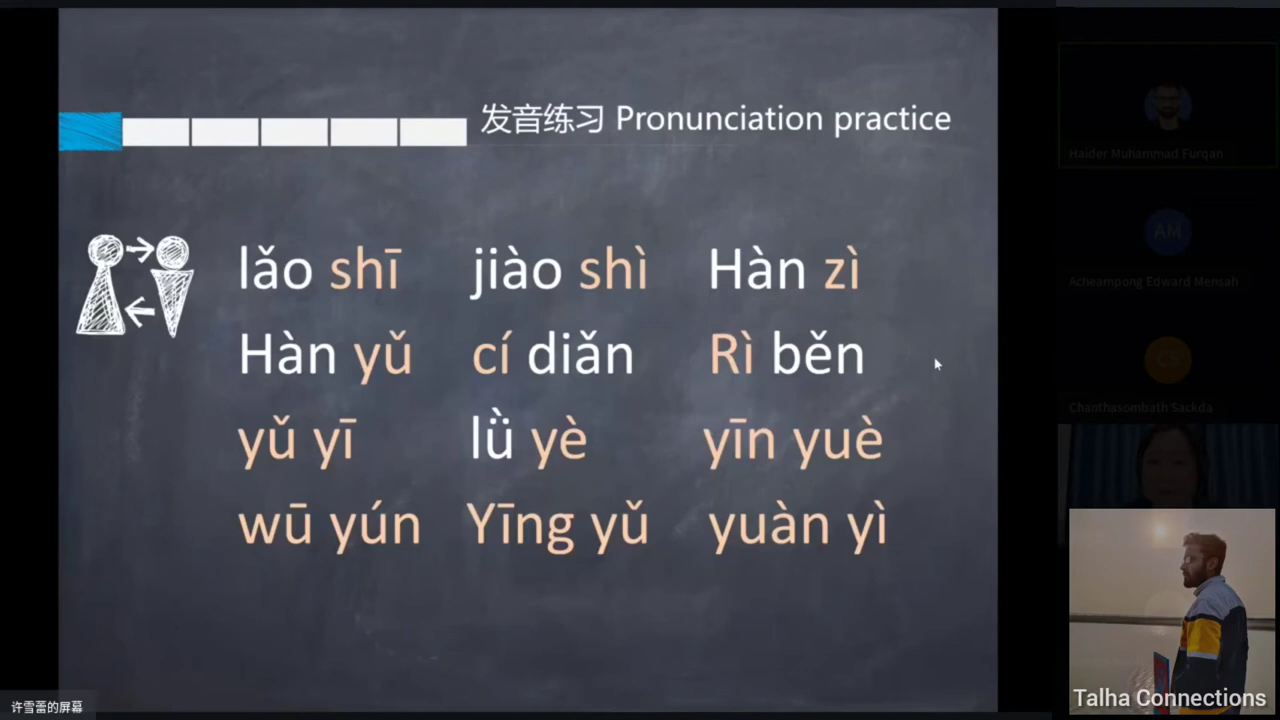 发音练习 Pronunciation practice
lǎo shī jiào shì Hàn zì
Hàn yǔ cí diǎn Rì běn
yǔ yī lǜ yè yīn yuè
wū yún Yīng yǔ yuàn yì
Haider Muhammad Furqan
AM
Acheampong Edward Mensah
CS
Chanthasombath Sackda
Talha Connections
许雪蕾的屏幕